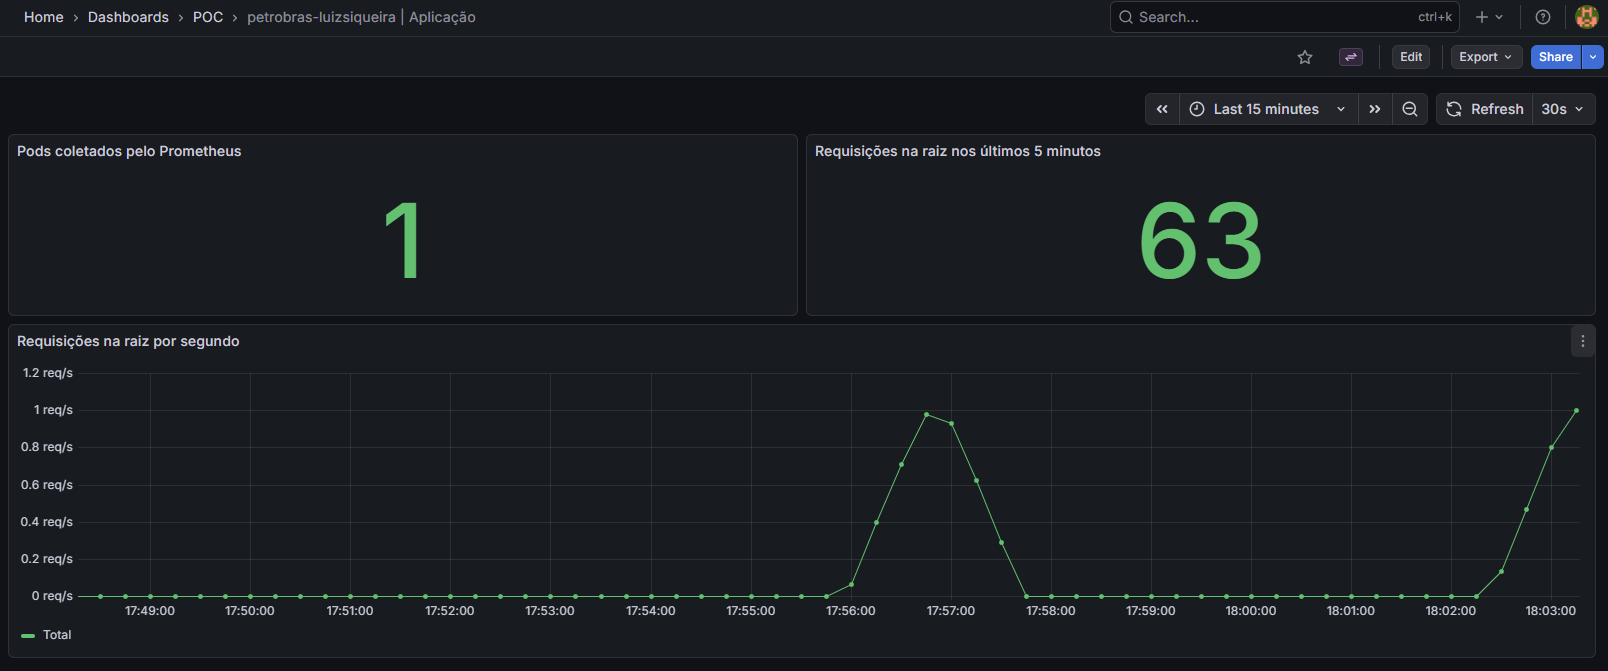 Home › Dashboards › POC › petrobras-luizsiqueira | Aplicação
Search... ctrl+k
Edit Export Share
Last 15 minutes Refresh 30s
Pods coletados pelo Prometheus
1
Requisições na raiz nos últimos 5 minutos
63
Requisições na raiz por segundo
1.2 req/s
1 req/s
0.8 req/s
0.6 req/s
0.4 req/s
0.2 req/s
0 req/s
17:49:00 17:50:00 17:51:00 17:52:00 17:53:00 17:54:00 17:55:00 17:56:00 17:57:00 17:58:00 17:59:00 18:00:00 18:01:00 18:02:00 18:03:00
Total